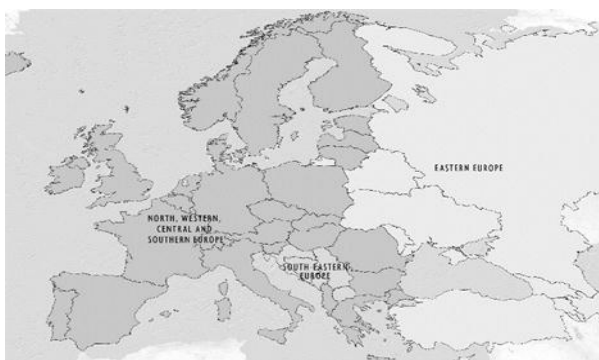 EASTERN EUROPE
NORTH, WESTERN,
CENTRAL AND
SOUTHERN EUROPE
SOUTH EASTERN
EUROPE